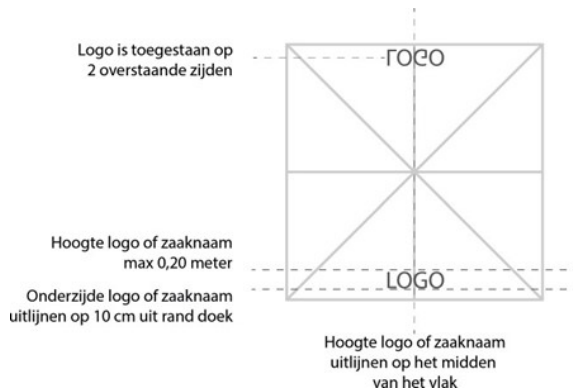 Logo is toegestaan op
2 overstaande zijden
LOGO
Hoogte logo of zaaknaam
max 0,20 meter
Onderzijde logo of zaaknaam
uitlijnen op 10 cm uit rand doek
LOGO
Hoogte logo of zaaknaam
uitlijnen op het midden
van het vlak